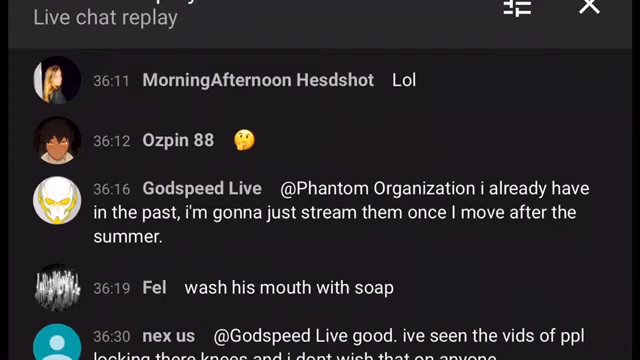 Live chat replay
36:11 MorningAfternoon Hesdshot Lol
36:12 Ozpin 88 🤔
36:16 Godspeed Live @Phantom Organization i already have
in the past, i'm gonna just stream them once I move after the
summer.
36:19 Fel wash his mouth with soap
36:30 nex us @Godspeed Live good. ive seen the vids of ppl
locking there knees and i dont wish that on anyone